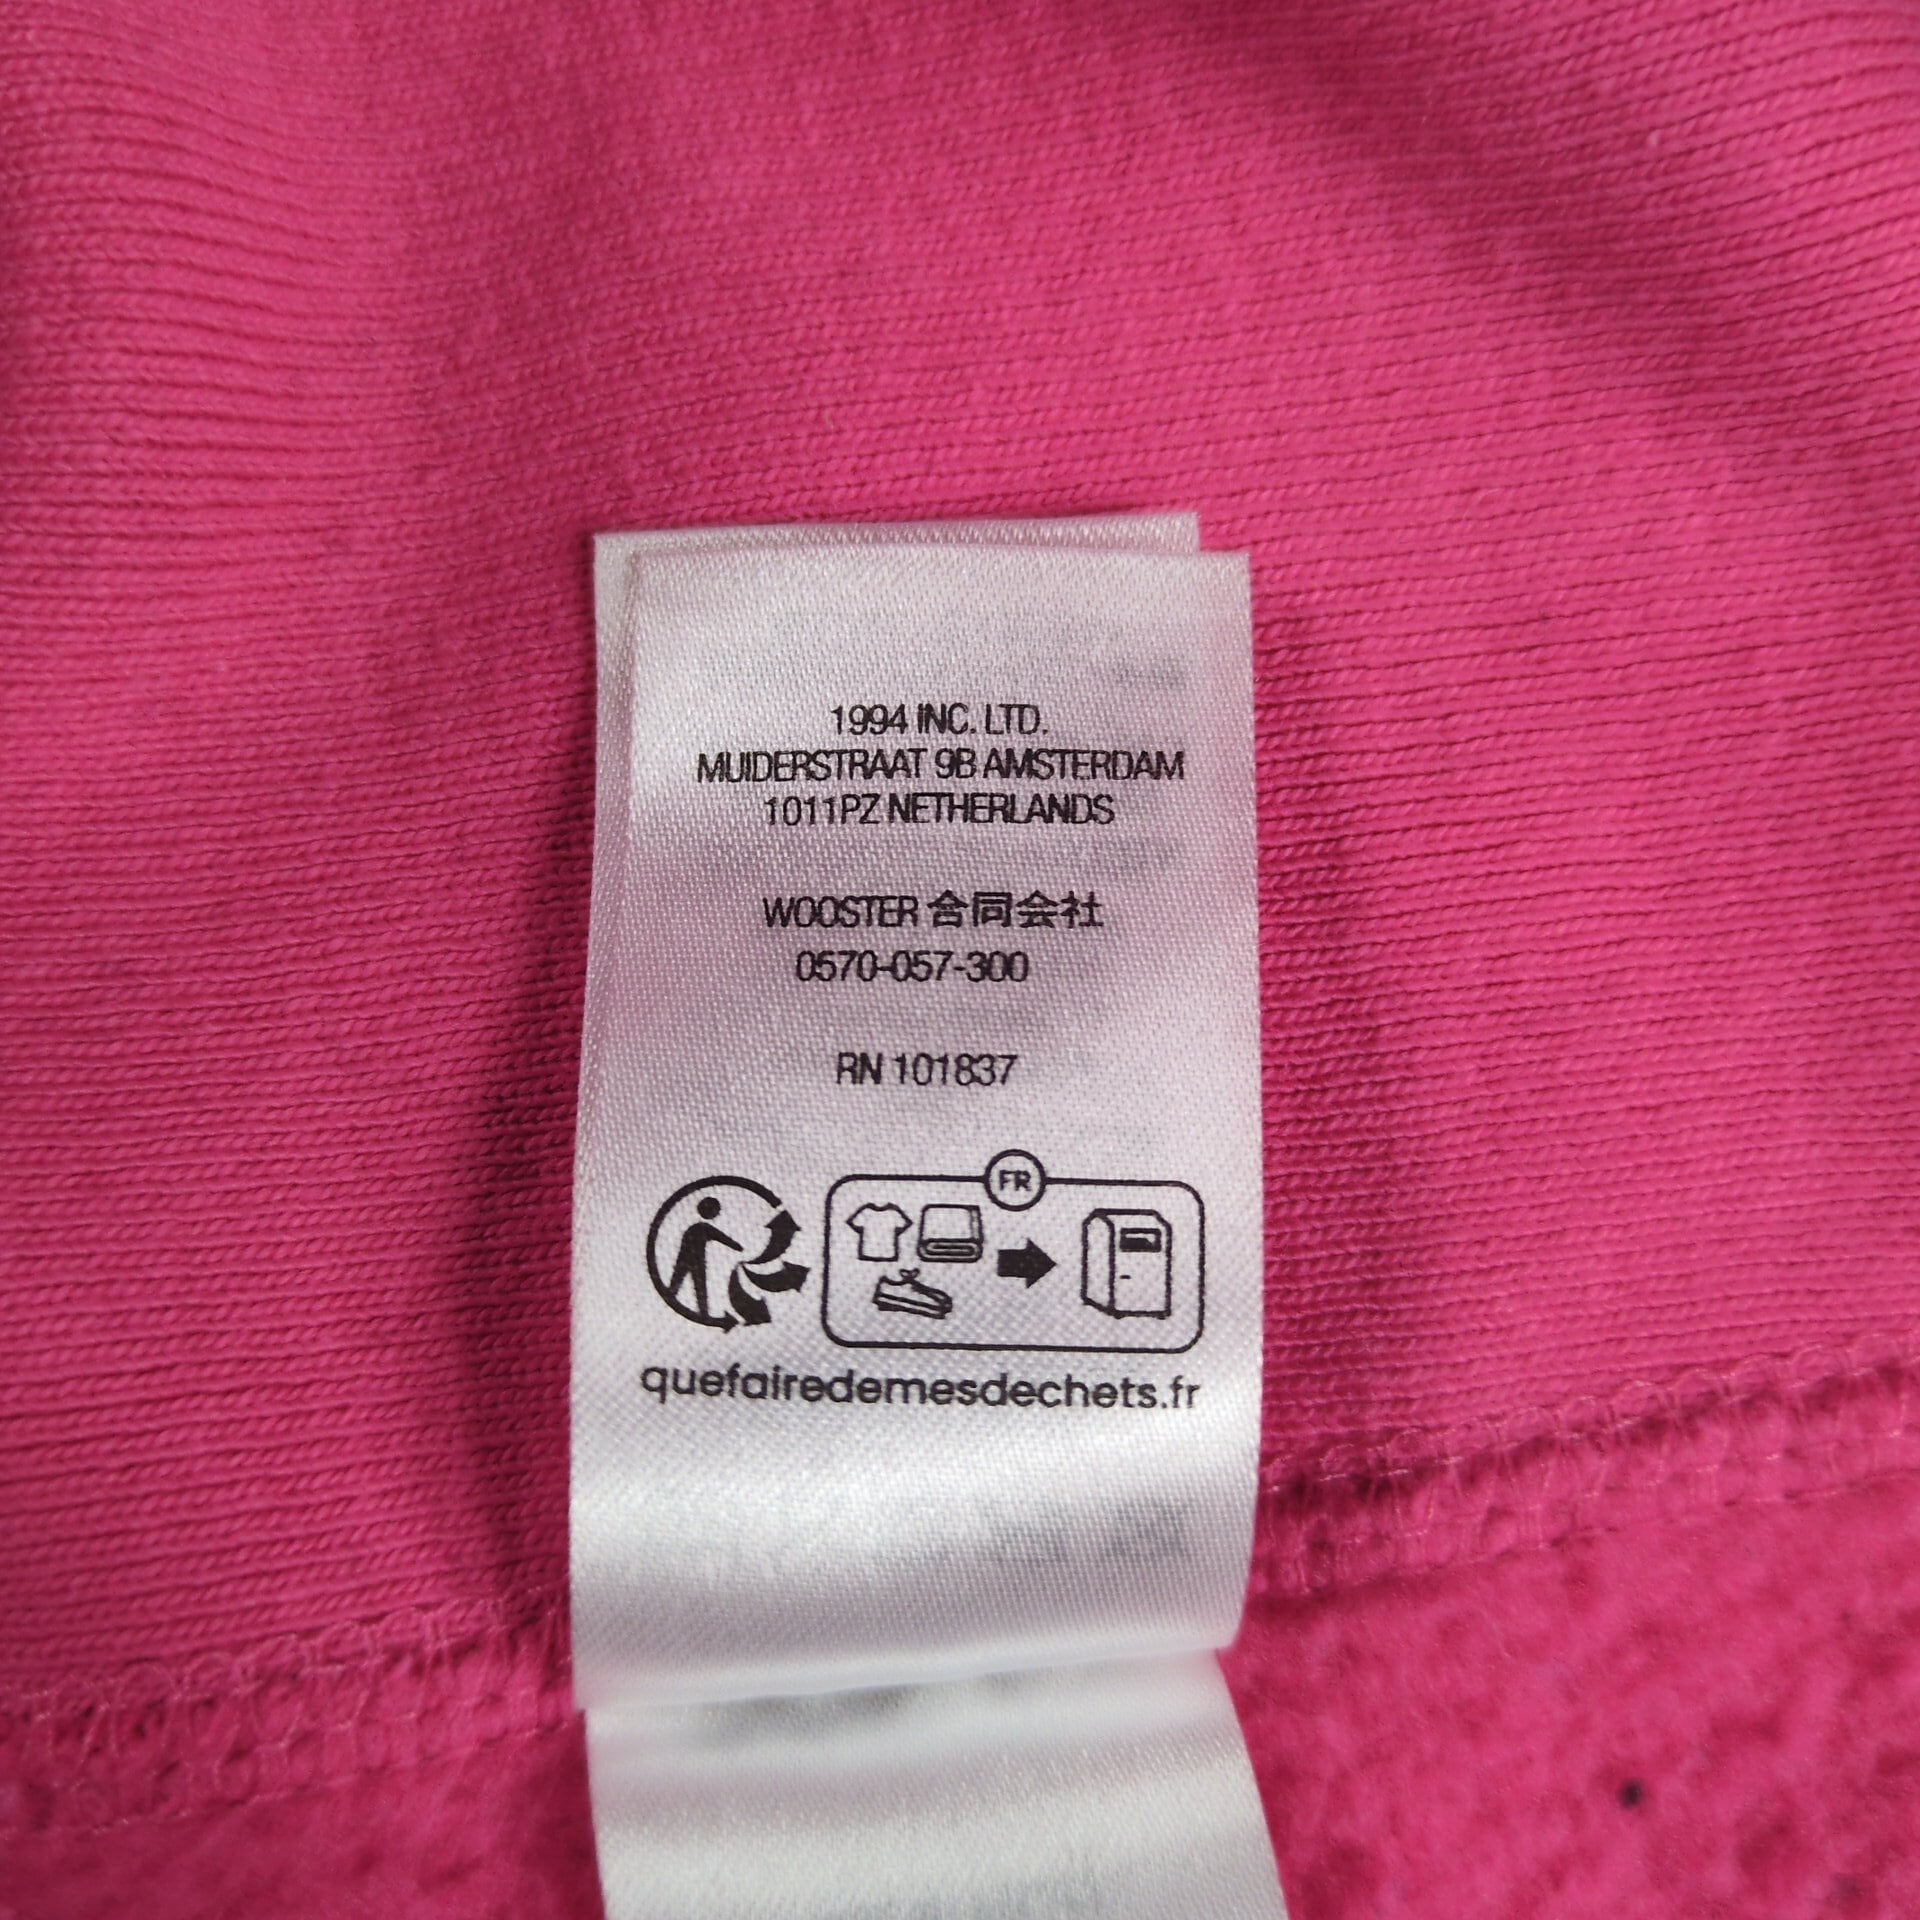 1994 INC. LTD.
MUIDERSTRAAT 9B AMSTERDAM
1011PZ NETHERLANDS
WOOSTER 合同会社
0570-057-300
RN 101837
FR
quefairedemesdechets.fr